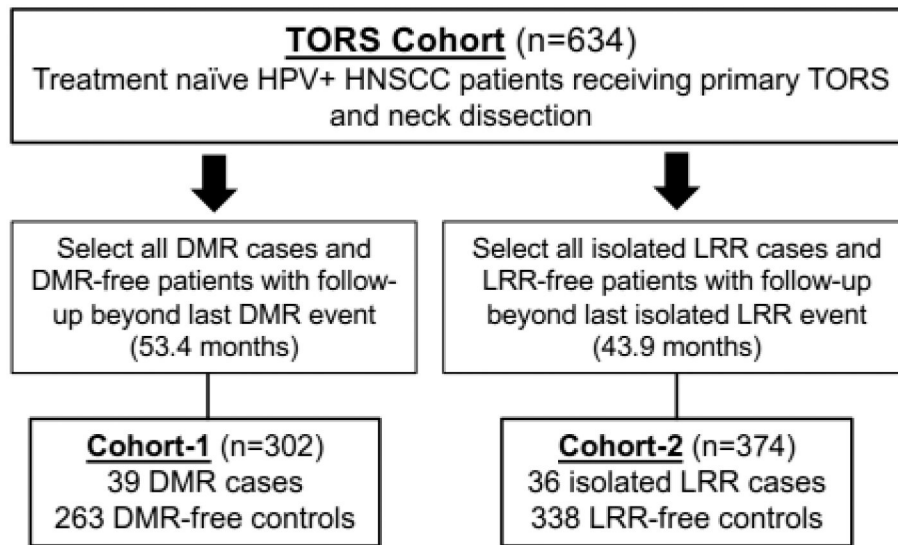 TORS Cohort (n=634)
Treatment naïve HPV+ HNSCC patients receiving primary TORS
and neck dissection
Select all DMR cases and
DMR-free patients with follow-
up beyond last DMR event
(53.4 months)
Select all isolated LRR cases and
LRR-free patients with follow-up
beyond last isolated LRR event
(43.9 months)
Cohort-1 (n=302)
39 DMR cases
263 DMR-free controls
Cohort-2 (n=374)
36 isolated LRR cases
338 LRR-free controls